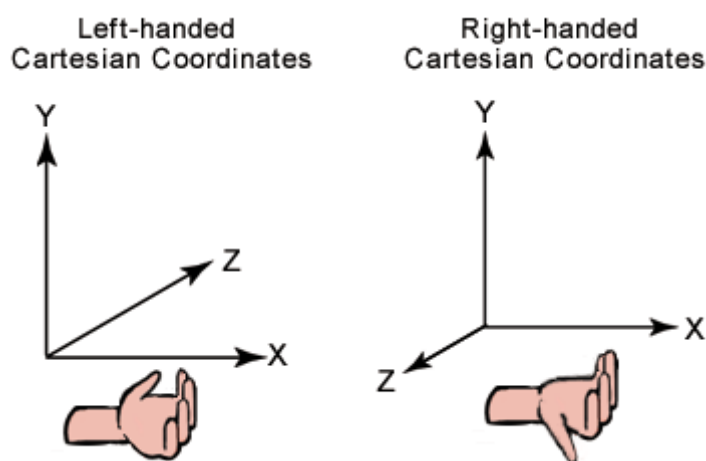 Left-handed
Cartesian Coordinates
Y
Z
X
Right-handed
Cartesian Coordinates
Y
X
Z